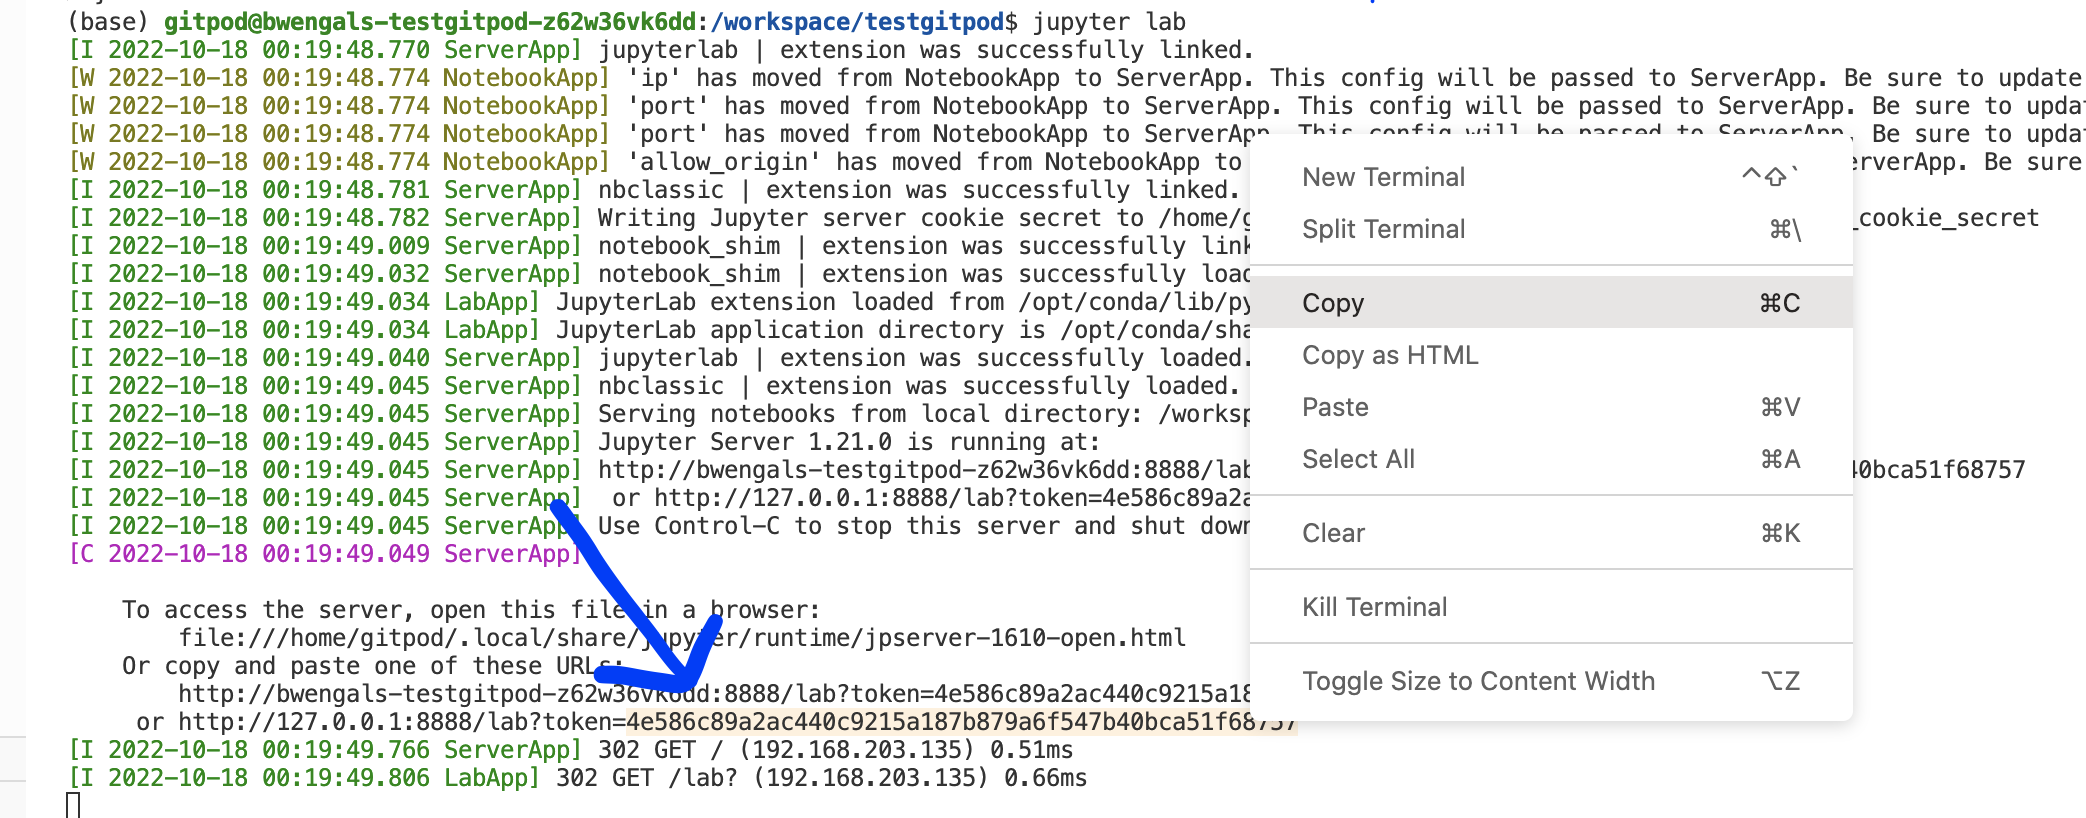 (base) gitpod@bwengals-testgitpod-z62w36vk6dd:/workspace/testgitpod$ jupyter lab
[I 2022-10-18 00:19:48.770 ServerApp] jupyterlab | extension was successfully linked.
[W 2022-10-18 00:19:48.774 NotebookApp] 'ip' has moved from NotebookApp to ServerApp. This config will be passed to ServerApp. Be sure to update
[W 2022-10-18 00:19:48.774 NotebookApp] 'port' has moved from NotebookApp to ServerApp. This config will be passed to ServerApp. Be sure to updat
[W 2022-10-18 00:19:48.774 NotebookApp] 'port' has moved from NotebookApp to ServerApp. This config will be passed to ServerApp. Be sure to updat
[W 2022-10-18 00:19:48.774 NotebookApp] 'allow_origin' has moved from NotebookApp to erverApp. Be sure
[I 2022-10-18 00:19:48.781 ServerApp] nbclassic | extension was successfully linked.
[I 2022-10-18 00:19:48.782 ServerApp] Writing Jupyter server cookie secret to /home/g _cookie_secret
[I 2022-10-18 00:19:49.009 ServerApp] notebook_shim | extension was successfully link
[I 2022-10-18 00:19:49.032 ServerApp] notebook_shim | extension was successfully load
[I 2022-10-18 00:19:49.034 LabApp] JupyterLab extension loaded from /opt/conda/lib/py
[I 2022-10-18 00:19:49.034 LabApp] JupyterLab application directory is /opt/conda/sha
[I 2022-10-18 00:19:49.040 ServerApp] jupyterlab | extension was successfully loaded.
[I 2022-10-18 00:19:49.045 ServerApp] nbclassic | extension was successfully loaded.
[I 2022-10-18 00:19:49.045 ServerApp] Serving notebooks from local directory: /worksp
[I 2022-10-18 00:19:49.045 ServerApp] Jupyter Server 1.21.0 is running at:
[I 2022-10-18 00:19:49.045 ServerApp] http://bwengals-testgitpod-z62w36vk6dd:8888/lab 40bca51f68757
[I 2022-10-18 00:19:49.045 ServerApp]  or http://127.0.0.1:8888/lab?token=4e586c89a2a
[I 2022-10-18 00:19:49.045 ServerApp] Use Control-C to stop this server and shut down
[C 2022-10-18 00:19:49.049 ServerApp]
To access the server, open this file in a browser:
file:///home/gitpod/.local/share/jupyter/runtime/jpserver-1610-open.html
Or copy and paste one of these URLs:
http://bwengals-testgitpod-z62w36vk6dd:8888/lab?token=4e586c89a2ac440c9215a18
or http://127.0.0.1:8888/lab?token=4e586c89a2ac440c9215a187b879a6f547b40bca51f68757
[I 2022-10-18 00:19:49.766 ServerApp] 302 GET / (192.168.203.135) 0.51ms
[I 2022-10-18 00:19:49.806 LabApp] 302 GET /lab? (192.168.203.135) 0.66ms
New Terminal ^⇧`
Split Terminal ⌘\
Copy ⌘C
Copy as HTML
Paste ⌘V
Select All ⌘A
Clear ⌘K
Kill Terminal
Toggle Size to Content Width ⌥Z